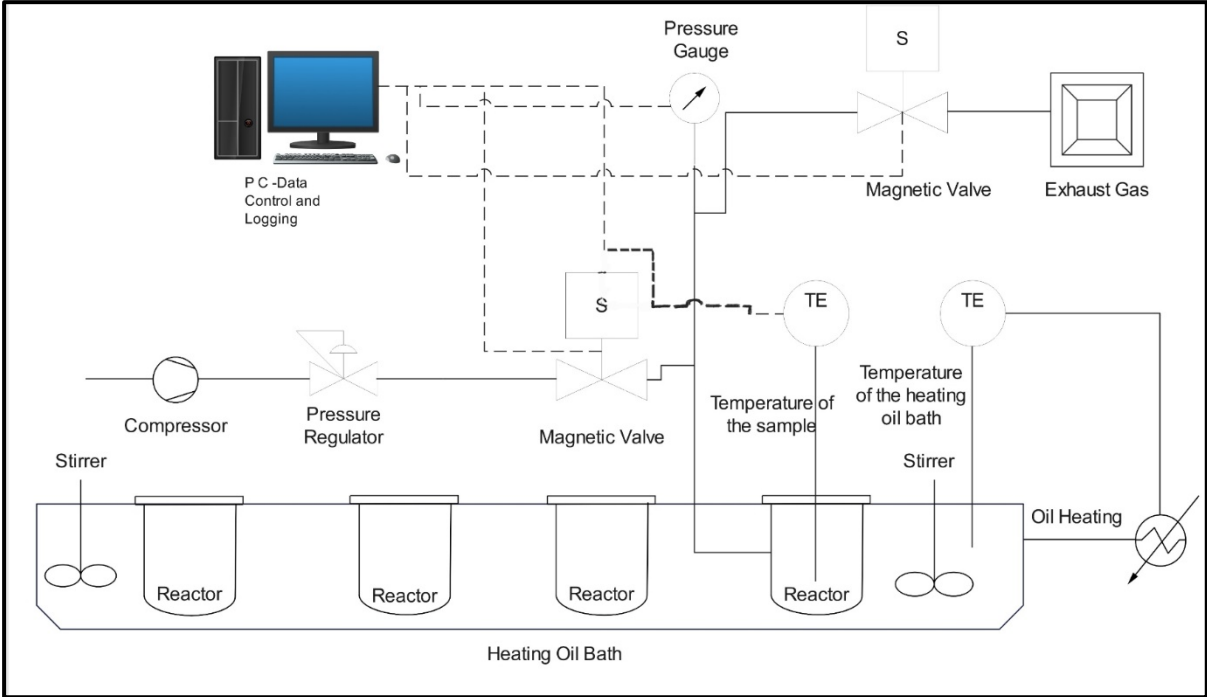 Pressure
Gauge
S
P C -Data
Control and
Logging
Magnetic Valve
Exhaust Gas
S
TE
TE
Compressor
Pressure
Regulator
Magnetic Valve
Temperature of
the sample
Temperature
of the heating
oil bath
Stirrer
Stirrer
Oil Heating
Reactor
Reactor
Reactor
Reactor
Heating Oil Bath